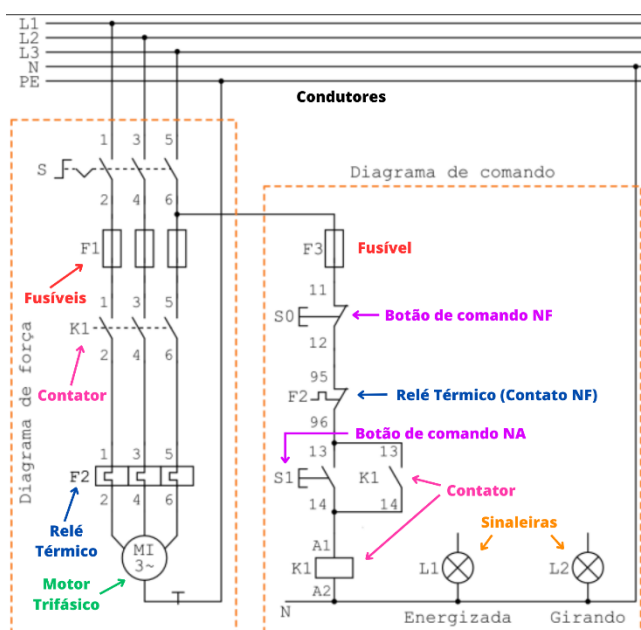 L1
L2
L3
N
PE
Condutores
Diagrama de força
Diagrama de comando
1 3 5
S
2 4 6
F1
Fusíveis
1 3 5
K1
2 4 6
Contator
1 3 5
F2
2 4 6
Relé
Térmico
MI
3~
Motor
Trifásico
F3
Fusível
11
S0
Botão de comando NF
12
95
F2
Relé Térmico (Contato NF)
96
Botão de comando NA
13 13
S1 K1
14 14
Contator
A1
K1
A2
N
Sinaleiras
L1 L2
Energizada Girando